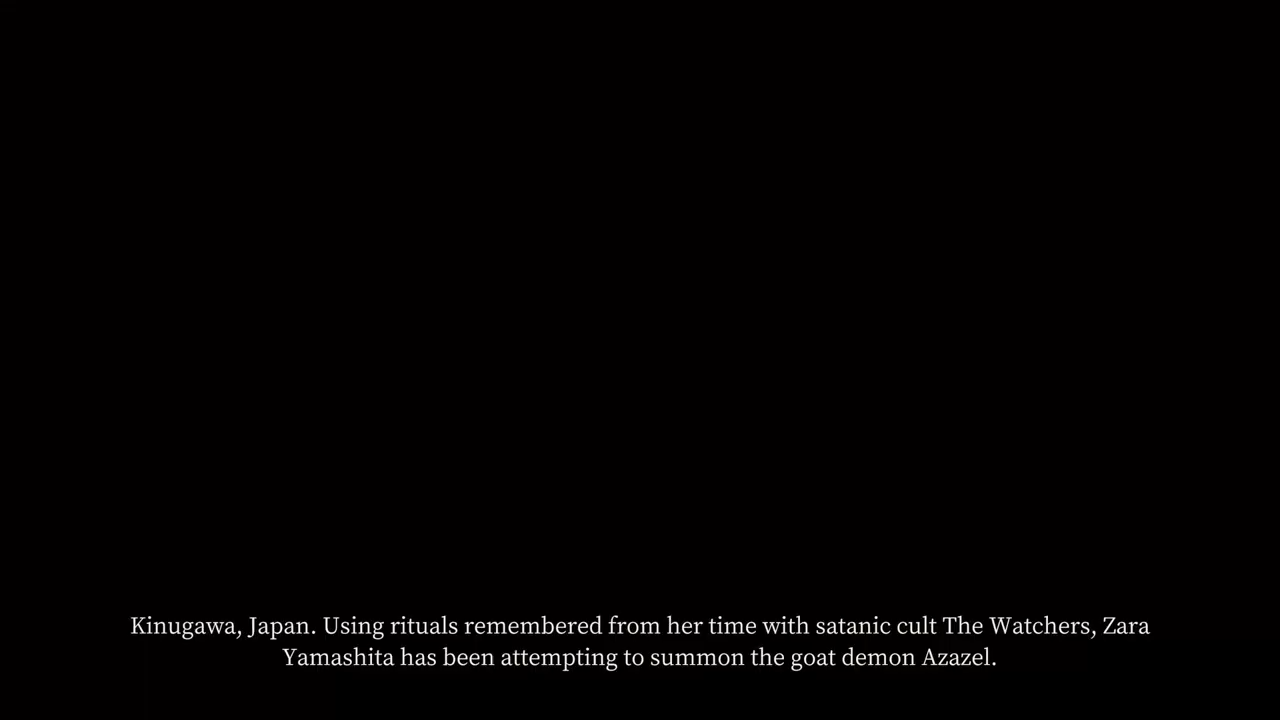 Kinugawa, Japan. Using rituals remembered from her time with satanic cult The Watchers, Zara
Yamashita has been attempting to summon the goat demon Azazel.